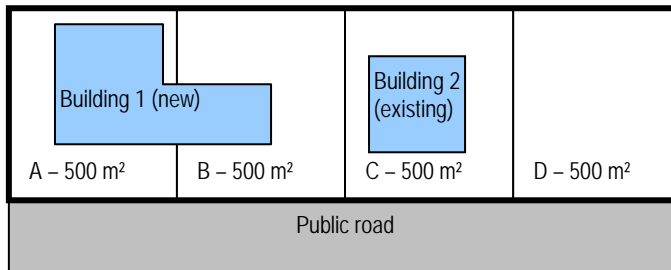 Building 1 (new)
Building 2
(existing)
A – 500 m²
B – 500 m²
C – 500 m²
D – 500 m²
Public road